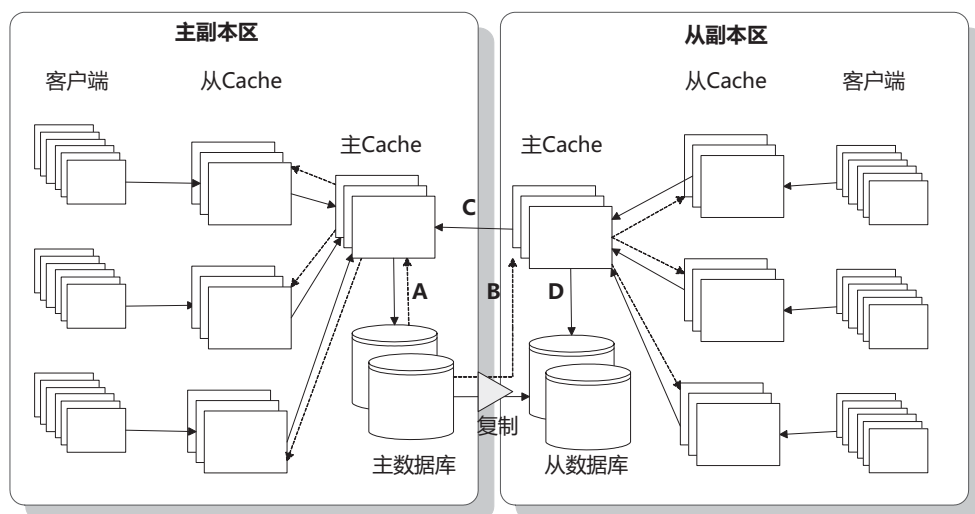 主副本区
从副本区
客户端
从Cache
从Cache
客户端
主Cache
主Cache
C
A
B
D
复制
主数据库
从数据库